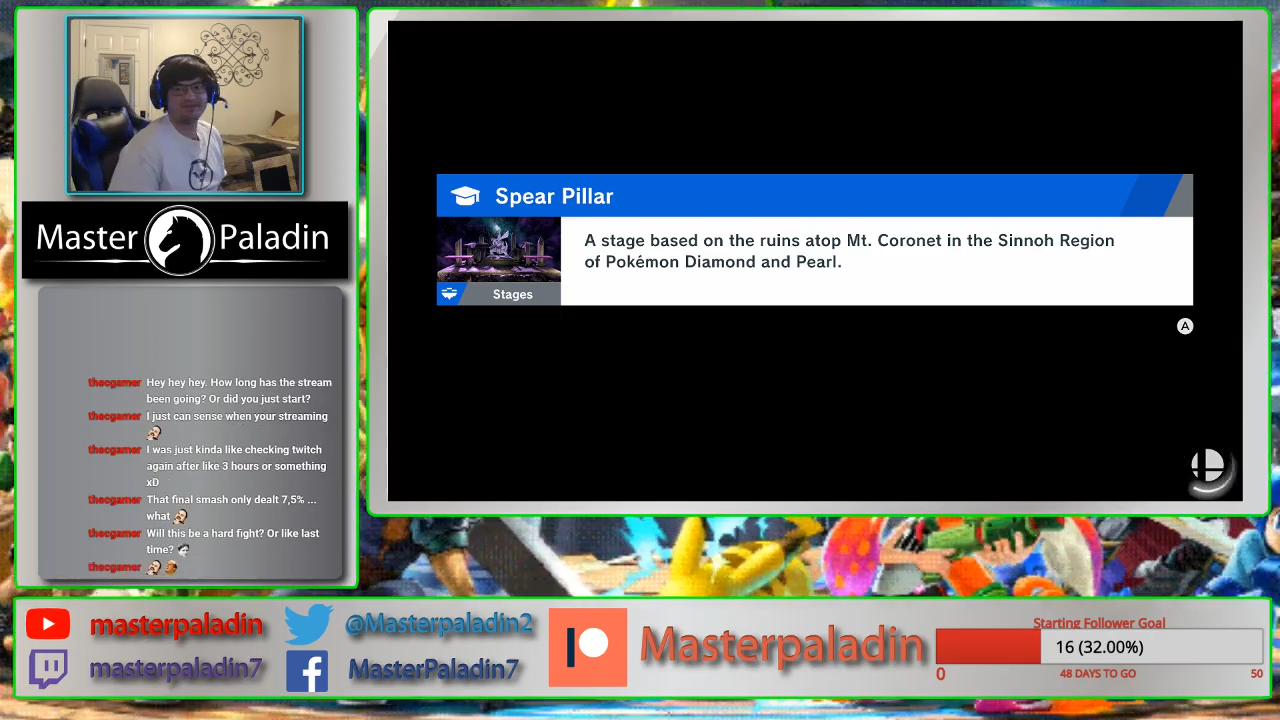 Master Paladin
thecgamer Hey hey hey. How long has the stream
been going? Or did you just start?
thecgamer I just can sense when your streaming
thecgamer I was just kinda like checking twitch
again after like 3 hours or something
xD
thecgamer That final smash only dealt 7,5% ...
what
thecgamer Will this be a hard fight? Or like last
time?
thecgamer
Spear Pillar
A stage based on the ruins atop Mt. Coronet in the Sinnoh Region
of Pokémon Diamond and Pearl.
Stages
A
masterpaladin
@Masterpaladin2
masterpaladin7
MasterPaladin7
Masterpaladin
Starting Follower Goal
16 (32.00%)
0 48 DAYS TO GO 50